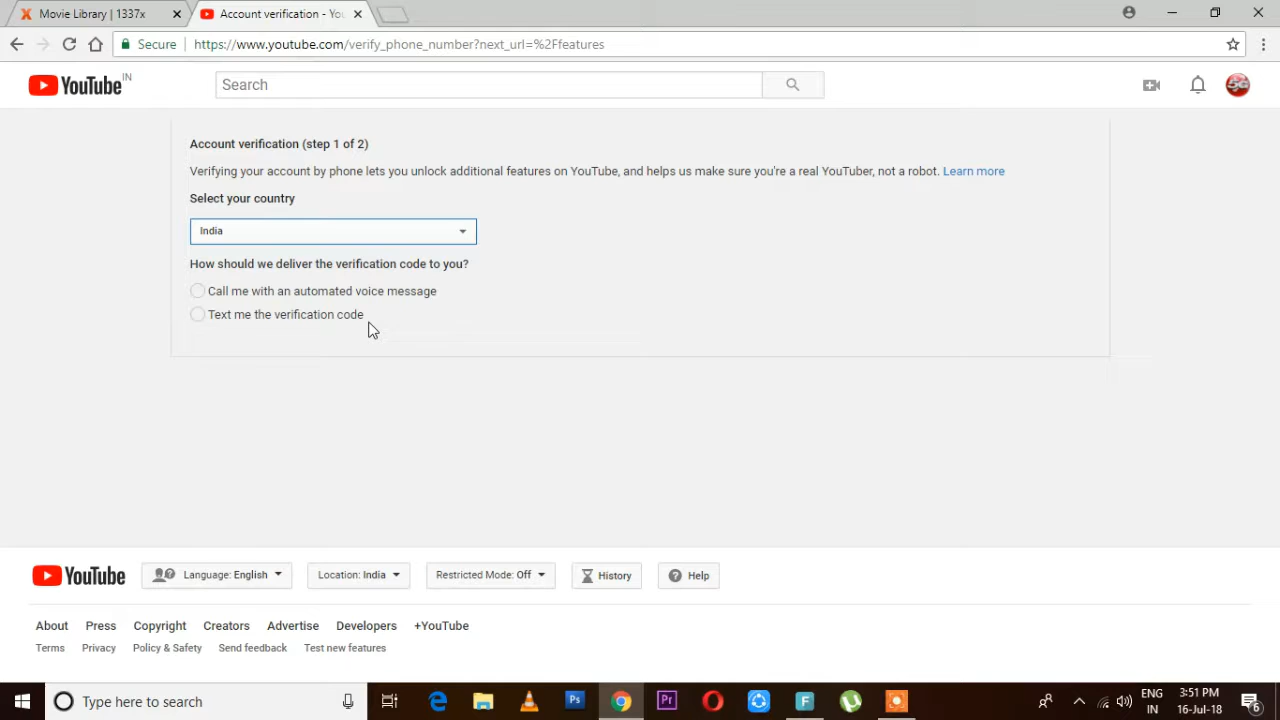 Movie Library | 1337x
Account verification - You
Secure
https://www.youtube.com/verify_phone_number?next_url=%2Ffeatures
YouTube IN
Search
5G
Account verification (step 1 of 2)
Verifying your account by phone lets you unlock additional features on YouTube, and helps us make sure you're a real YouTuber, not a robot. Learn more
Select your country
India
How should we deliver the verification code to you?
Call me with an automated voice message
Text me the verification code
YouTube
Language: English
Location: India
Restricted Mode: Off
History
Help
About Press Copyright Creators Advertise Developers +YouTube
Terms Privacy Policy & Safety Send feedback Test new features
Type here to search
Ps
Pr
F
ENG
IN
3:51 PM
16-Jul-18
6